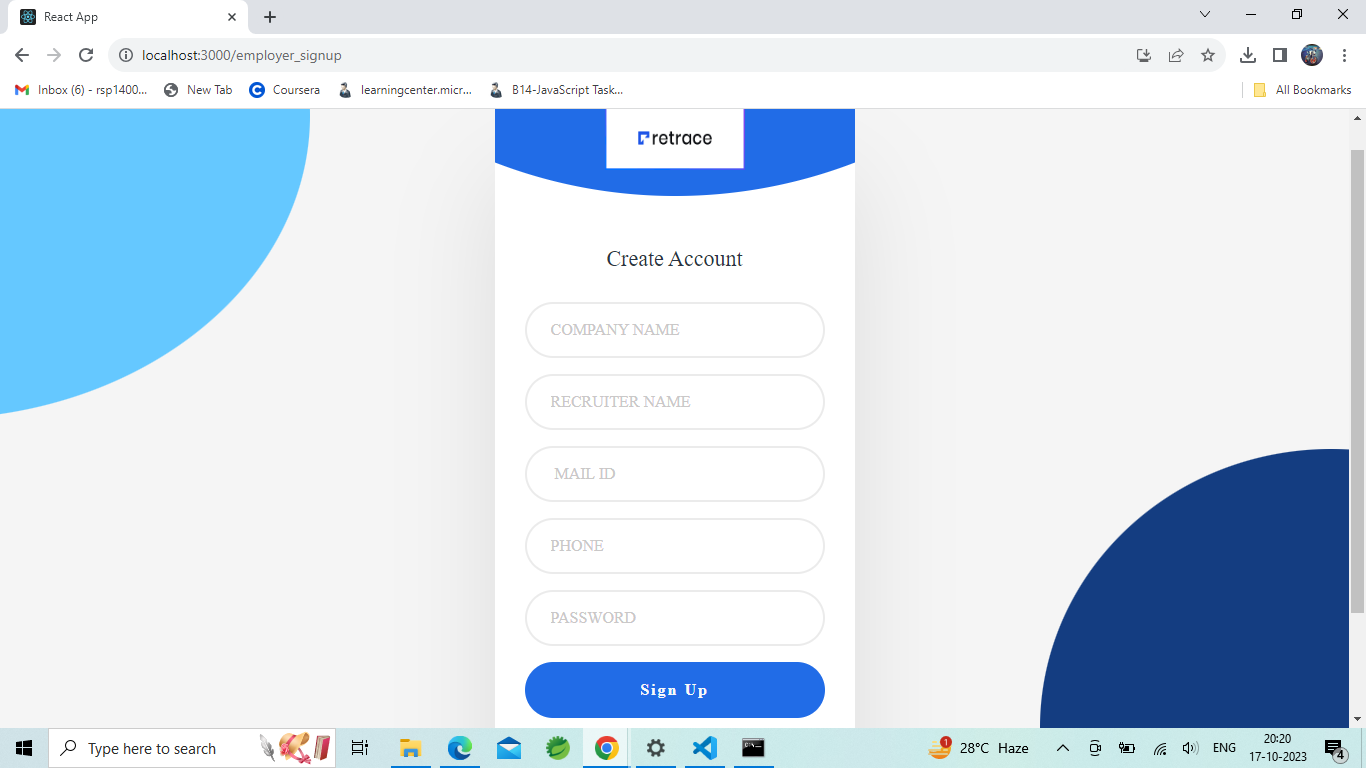 React App
localhost:3000/employer_signup
Inbox (6) - rsp1400... New Tab Coursera learningcenter.micr... B14-JavaScript Task... All Bookmarks
retrace
Create Account
COMPANY NAME
RECRUITER NAME
MAIL ID
PHONE
PASSWORD
Sign Up
Type here to search 28°C Haze ENG 20:20
17-10-2023
1
4